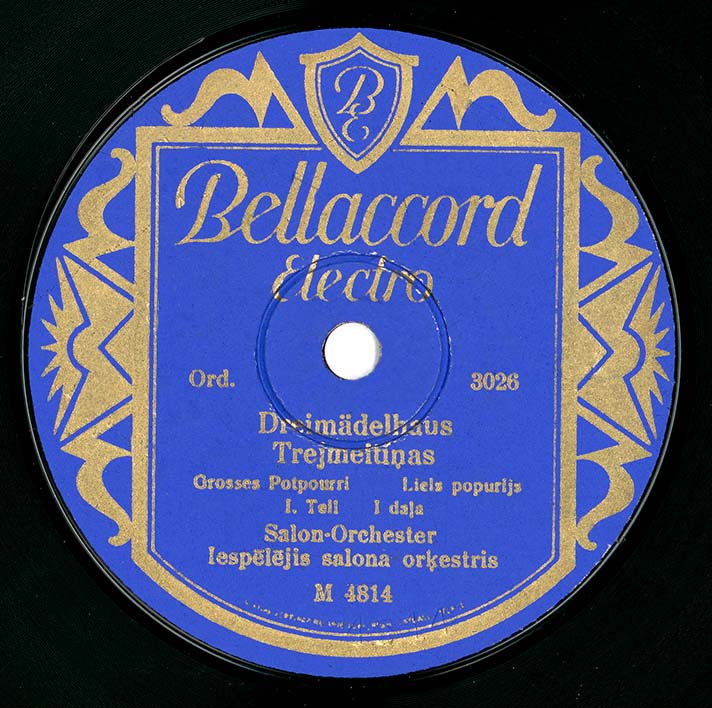 BE
Bellaccord
Electro
Ord. 3026
Dreimädelhaus
Trejmeitiņas
Grosses Potpourri Liels popurijs
I. Teil I daļa
Salon-Orchester
Iespēlējis salona orķestris
M 4814